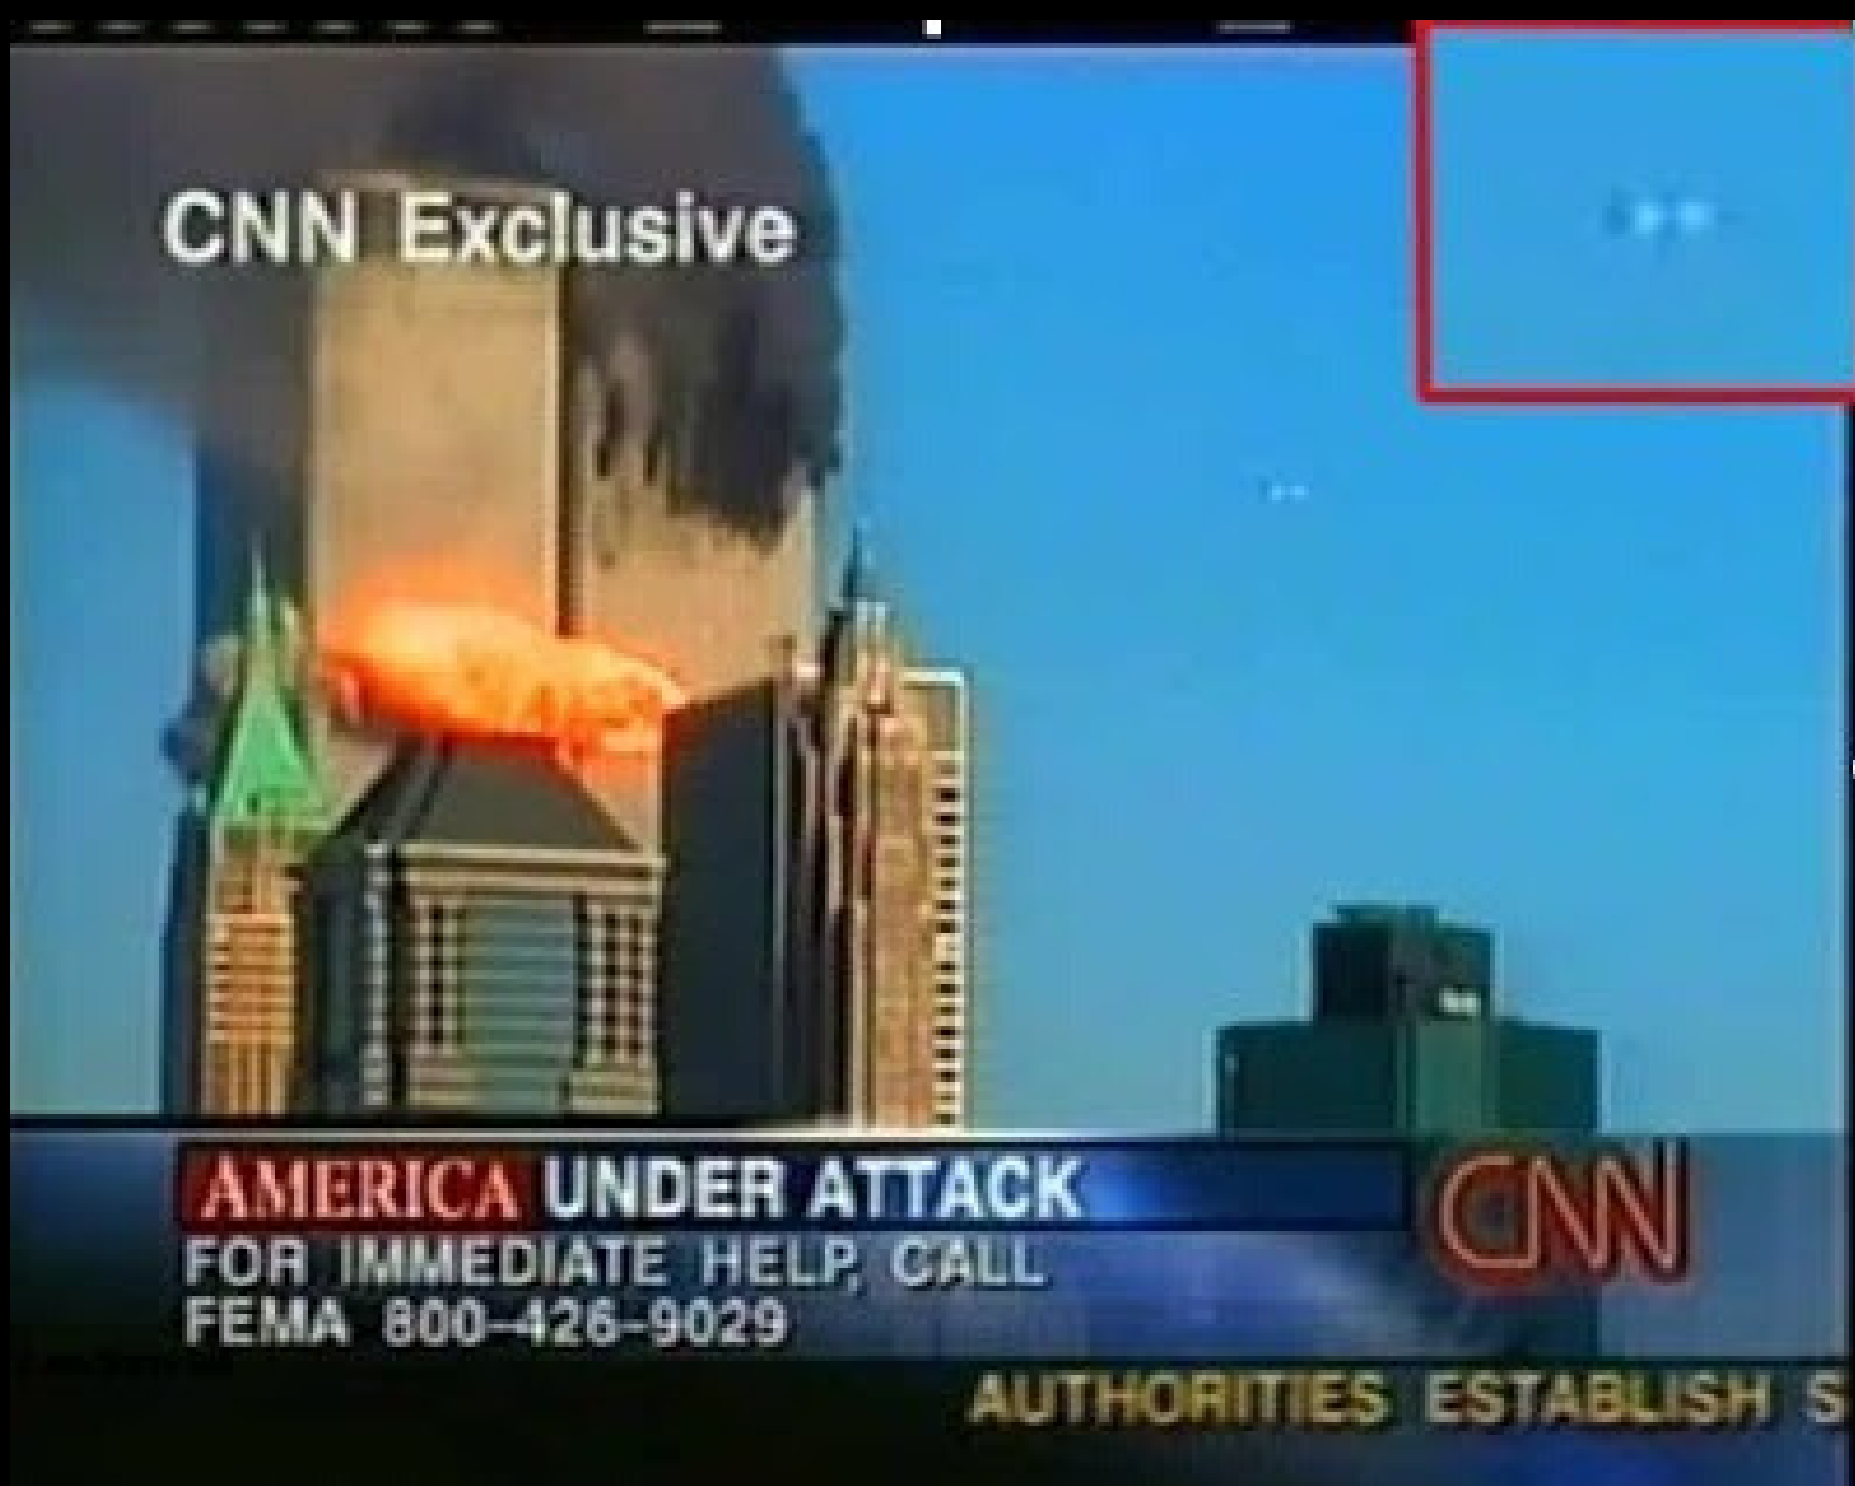 CNN Exclusive
AMERICA UNDER ATTACK
CNN
FOR IMMEDIATE HELP, CALL
FEMA 800-426-9029
AUTHORITIES ESTABLISH S